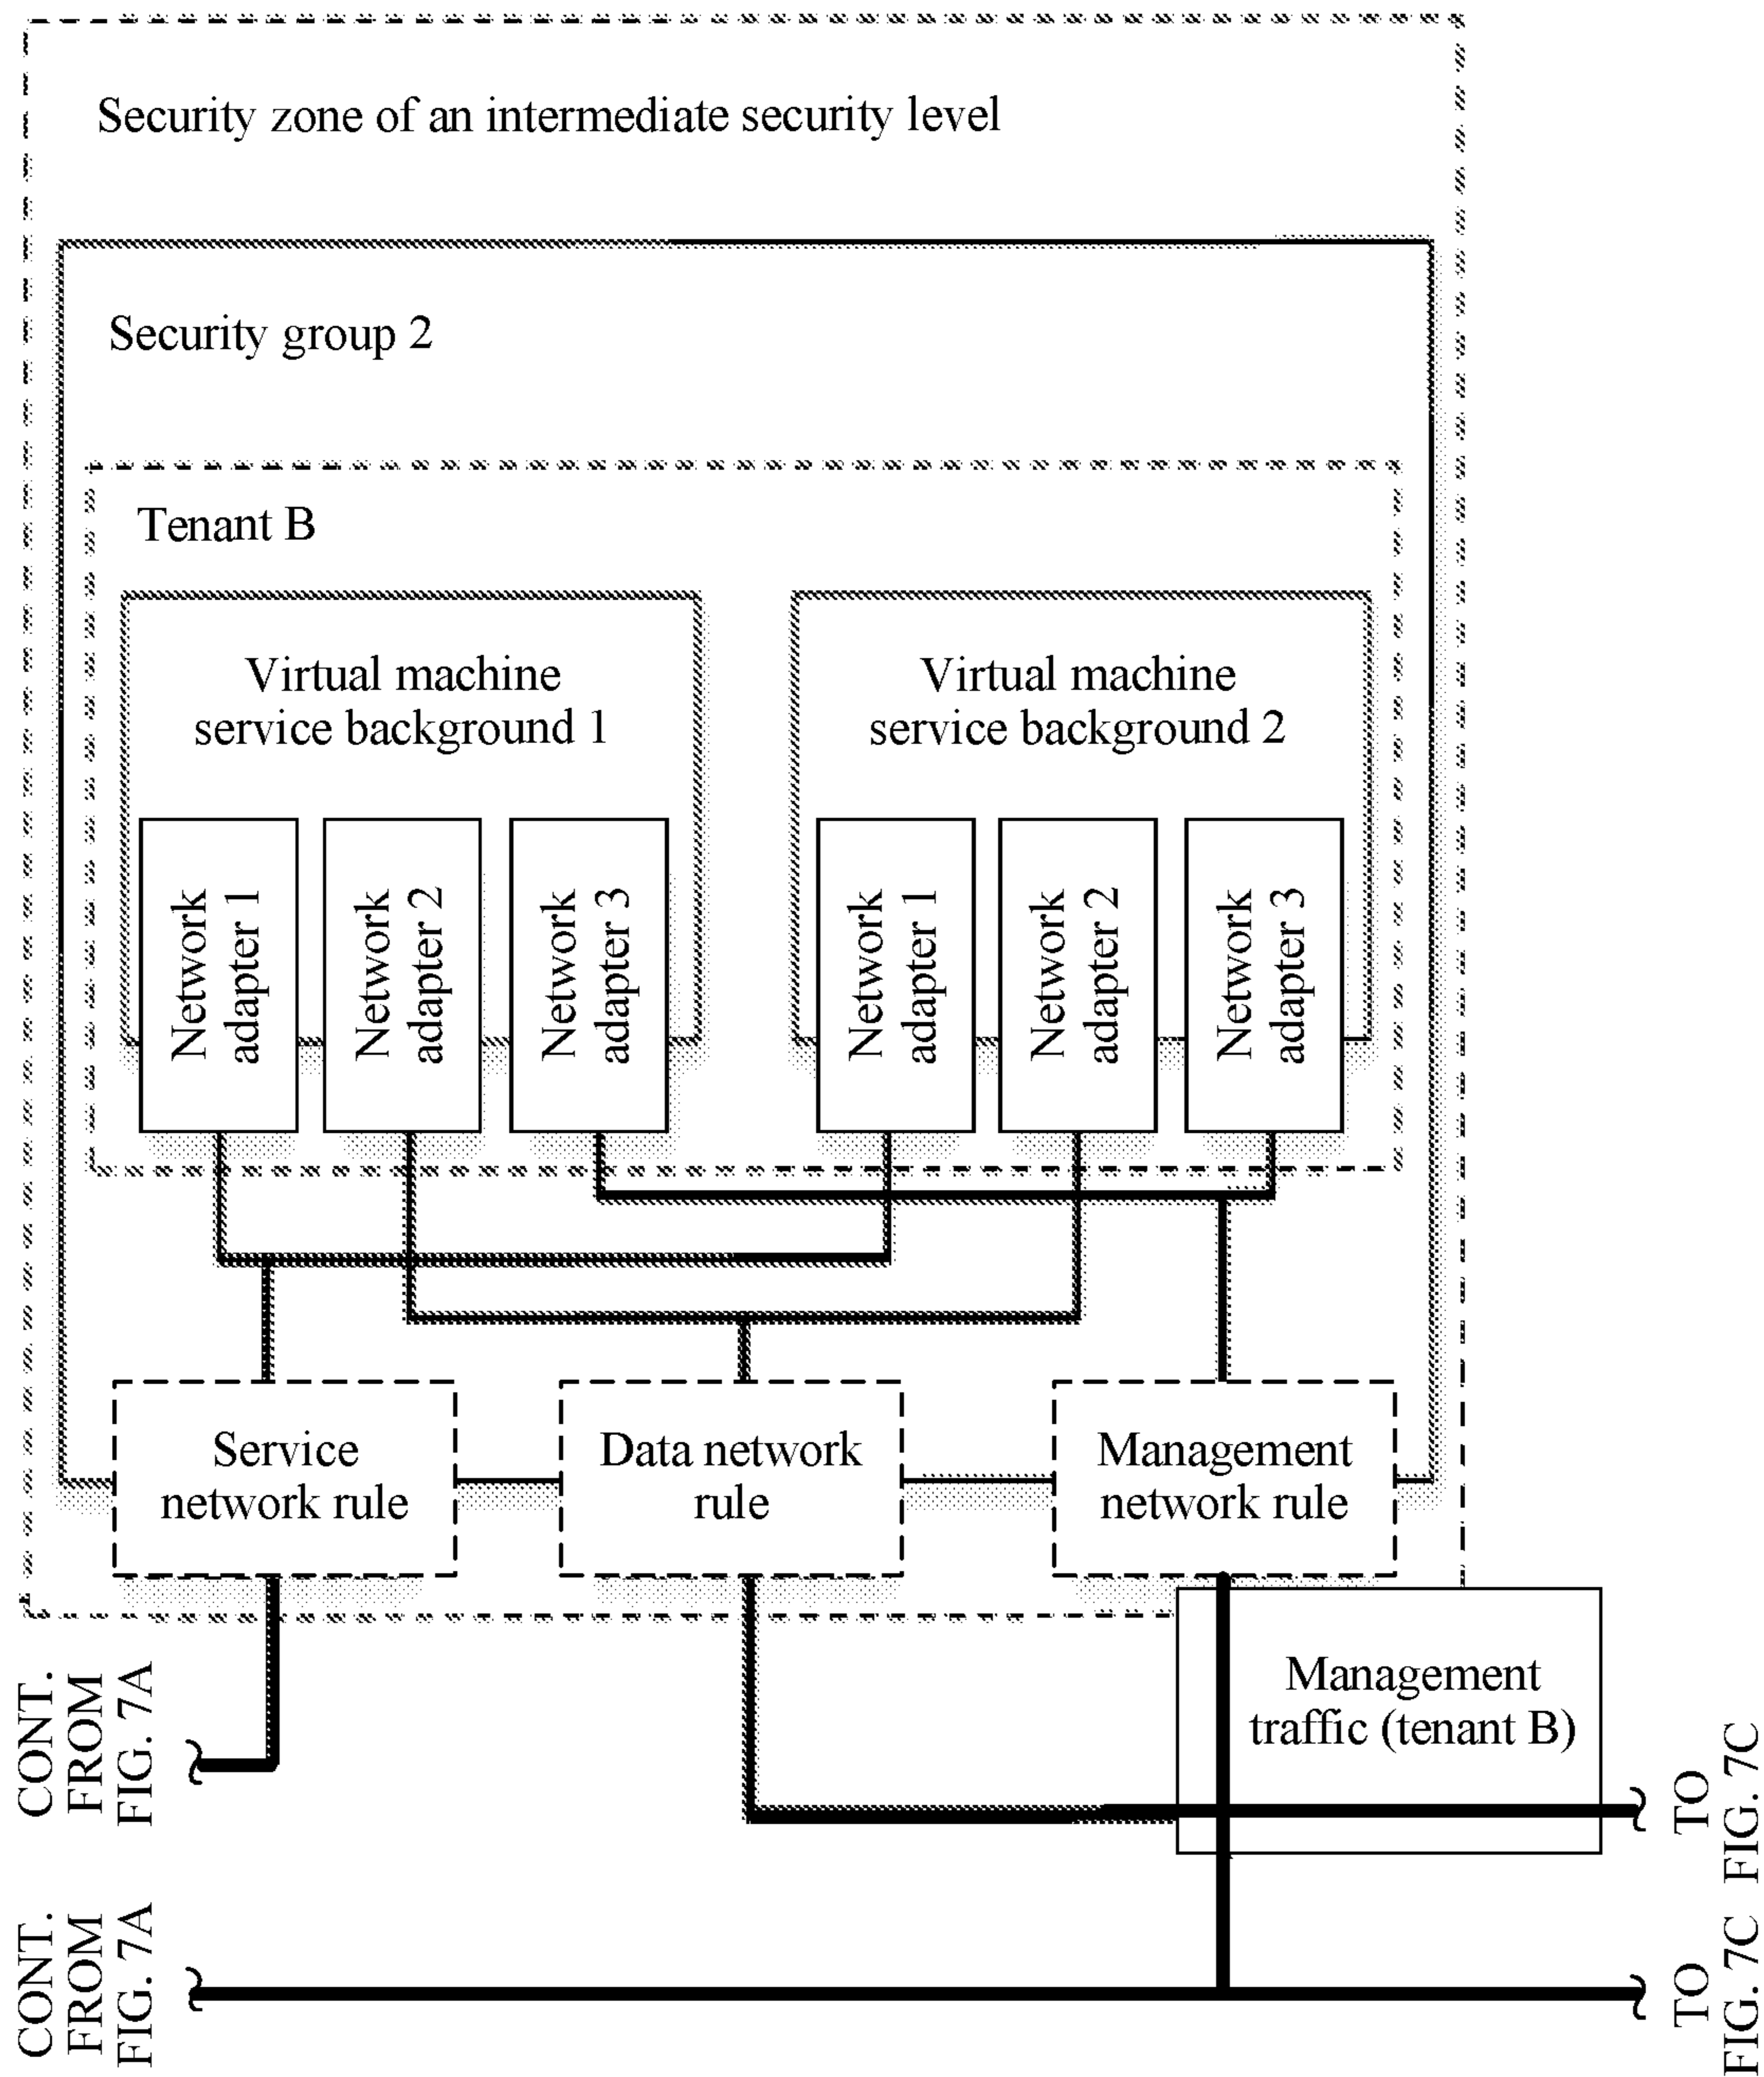 Security zone of an intermediate security level
Security group 2
Tenant B
Virtual machine
service background 1
Virtual machine
service background 2
Network
adapter 1
Network
adapter 2
Network
adapter 3
Network
adapter 1
Network
adapter 2
Network
adapter 3
Service
network rule
Data network
rule
Management
network rule
Management
traffic (tenant B)
CONT.
FROM
FIG. 7A
TO
FIG. 7C
CONT.
FROM
FIG. 7A
TO
FIG. 7C